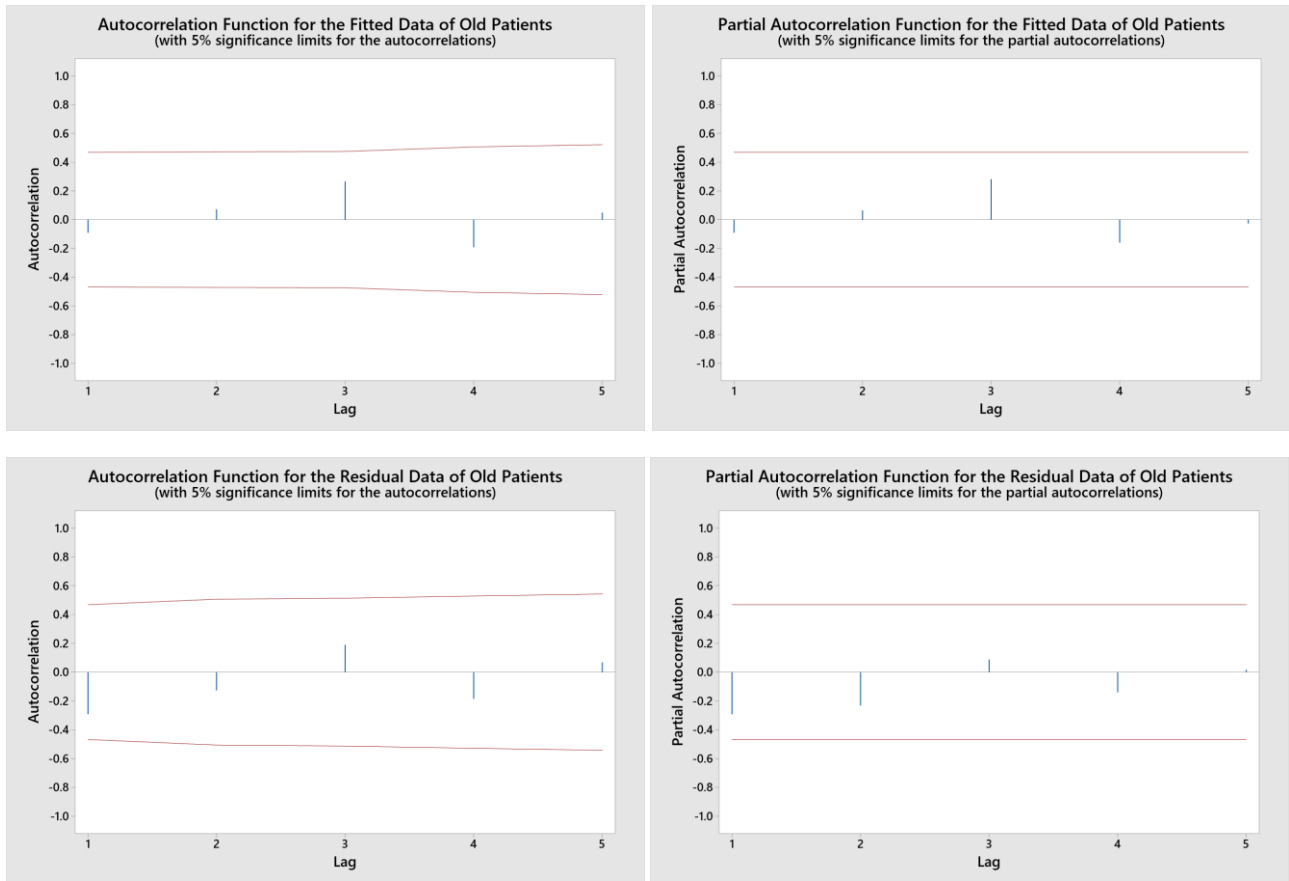 Autocorrelation Function for the Fitted Data of Old Patients
(with 5% significance limits for the autocorrelations)
1.0
0.8
0.6
0.4
0.2
0.0
-0.2
-0.4
-0.6
-0.8
-1.0
Autocorrelation
1 2 3 4 5
Lag
Partial Autocorrelation Function for the Fitted Data of Old Patients
(with 5% significance limits for the partial autocorrelations)
1.0
0.8
0.6
0.4
0.2
0.0
-0.2
-0.4
-0.6
-0.8
-1.0
Partial Autocorrelation
1 2 3 4 5
Lag
Autocorrelation Function for the Residual Data of Old Patients
(with 5% significance limits for the autocorrelations)
1.0
0.8
0.6
0.4
0.2
0.0
-0.2
-0.4
-0.6
-0.8
-1.0
Autocorrelation
1 2 3 4 5
Lag
Partial Autocorrelation Function for the Residual Data of Old Patients
(with 5% significance limits for the partial autocorrelations)
1.0
0.8
0.6
0.4
0.2
0.0
-0.2
-0.4
-0.6
-0.8
-1.0
Partial Autocorrelation
1 2 3 4 5
Lag